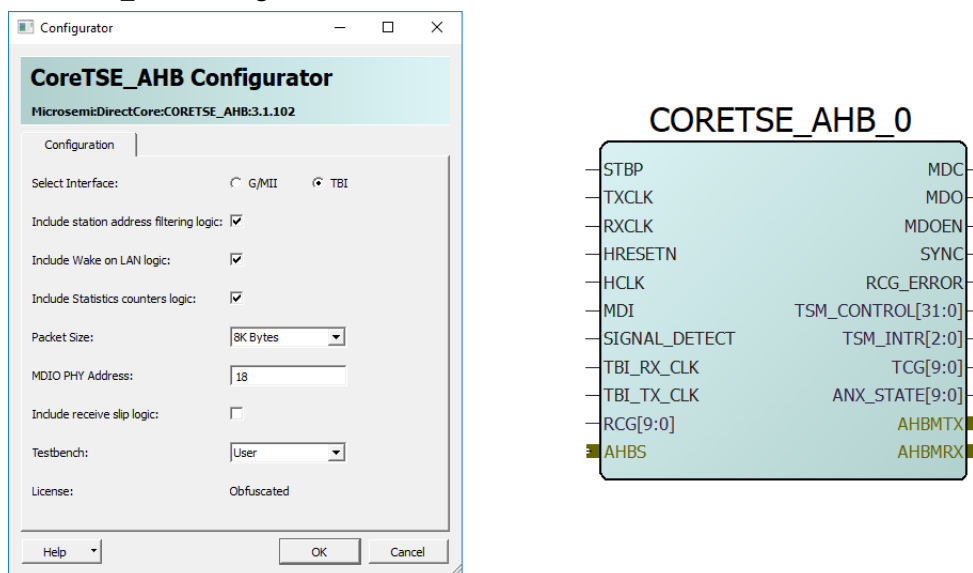 Configurator
CoreTSE_AHB Configurator
Microsemi:DirectCore:CORETSE_AHB:3.1.102
Configuration
Select Interface: G/MII TBI
Include station address filtering logic:
Include Wake on LAN logic:
Include Statistics counters logic:
Packet Size: 8K Bytes
MDIO PHY Address: 18
Include receive slip logic:
Testbench: User
License: Obfuscated
Help OK Cancel
CORETSE_AHB_0
STBP MDC
TXCLK MDO
RXCLK MDOEN
HRESETN SYNC
HCLK RCG_ERROR
MDI TSM_CONTROL[31:0]
SIGNAL_DETECT TSM_INTR[2:0]
TBI_RX_CLK TCG[9:0]
TBI_TX_CLK ANX_STATE[9:0]
RCG[9:0] AHBMTX
AHBS AHBMRX